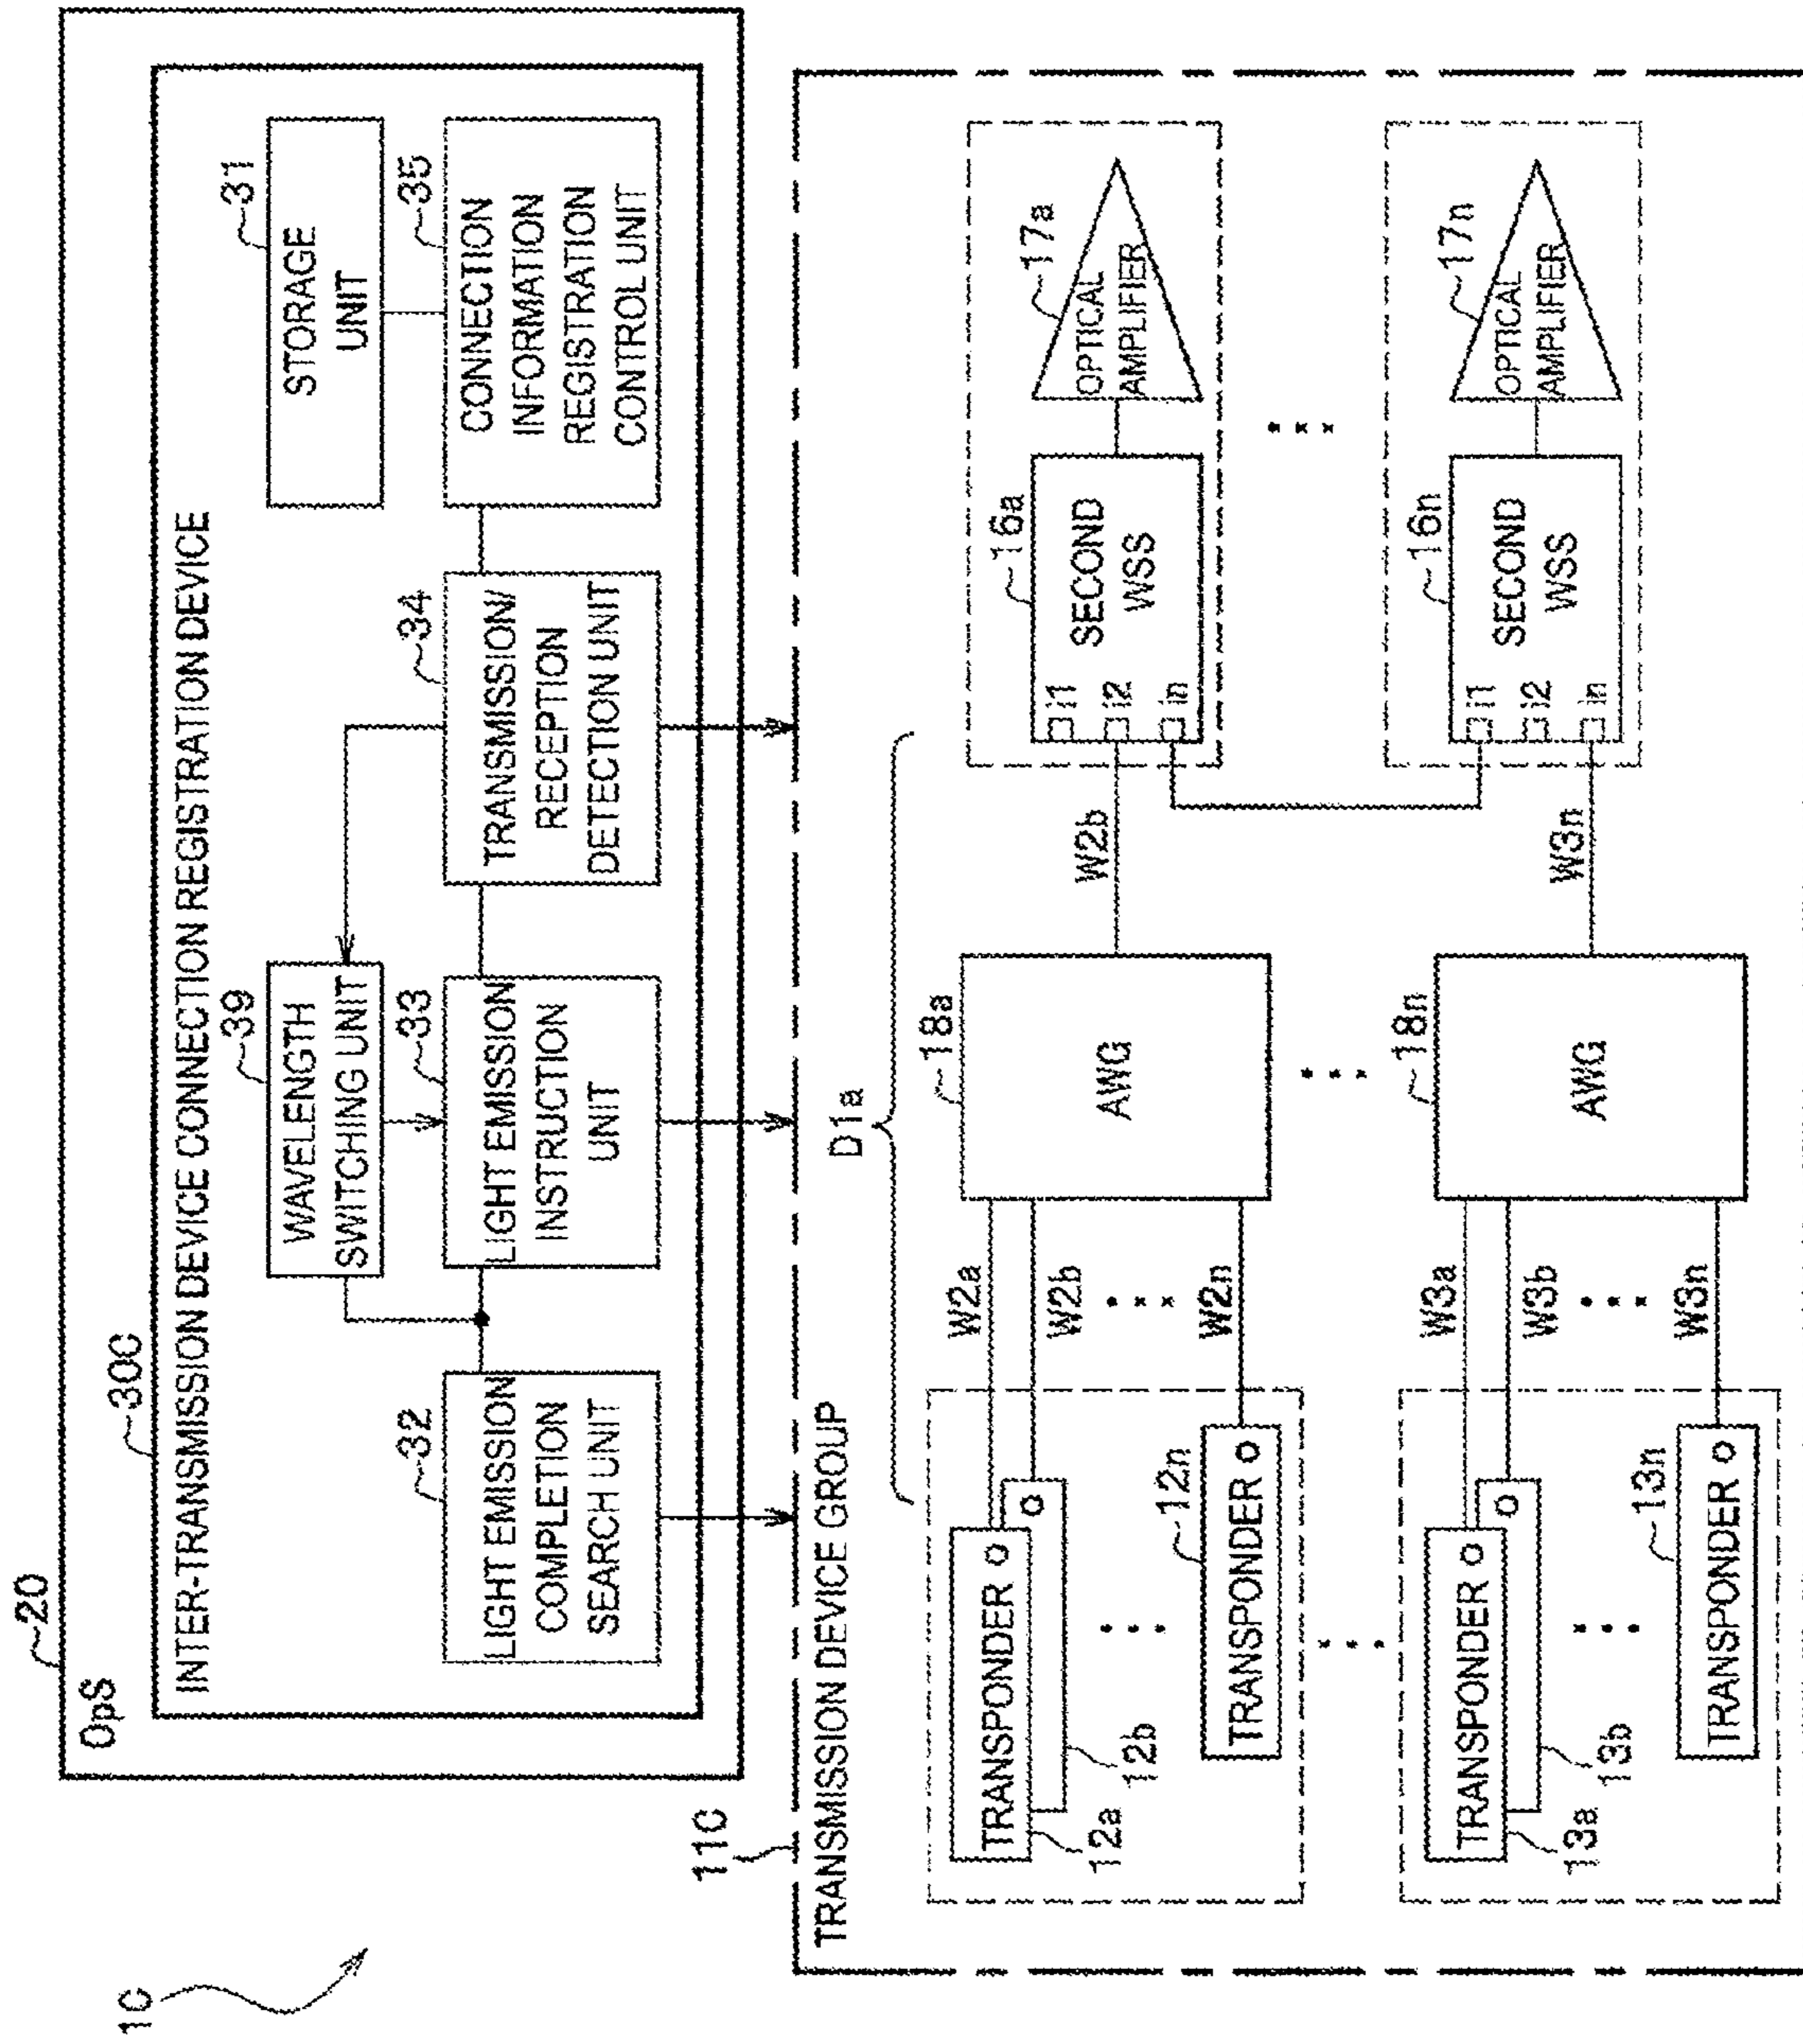 1C
20
OpS
30C
INTER-TRANSMISSION DEVICE CONNECTION REGISTRATION DEVICE
39
WAVELENGTH
SWITCHING UNIT
31
STORAGE
UNIT
32
LIGHT EMISSION
COMPLETION
SEARCH UNIT
33
LIGHT EMISSION
INSTRUCTION
UNIT
34
TRANSMISSION/
RECEPTION
DETECTION UNIT
35
CONNECTION
INFORMATION
REGISTRATION
CONTROL UNIT
11C
TRANSMISSION DEVICE GROUP
D1a
TRANSPONDER
12a
12b
12n
TRANSPONDER
W2a
W2b
W2n
18a
AWG
W2b
16a
i1
i2
in
SECOND
WSS
17a
OPTICAL
AMPLIFIER
TRANSPONDER
13a
13b
13n
TRANSPONDER
W3a
W3b
W3n
18n
AWG
W3n
16n
i1
i2
in
SECOND
WSS
17n
OPTICAL
AMPLIFIER